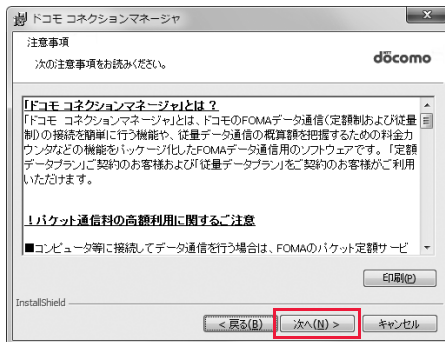 ドコモ コネクションマネージャ
注意事項
次の注意事項をお読みください。
döcomo
「ドコモ コネクションマネージャ」とは?
「ドコモ コネクションマネージャ」とは、ドコモのFOMAデータ通信(定額制および従量
制)の接続を簡単に行う機能や、従量データ通信の概算額を把握するための料金カ
ウンタなどの機能をパッケージ化したFOMAデータ通信用のソフトウェアです。「定額
データプラン」ご契約のお客様および「従量データプラン」をご契約のお客様がご利用
いただけます。
!パケット通信料の高額利用に関するご注意
■コンピュータ等に接続してデータ通信を行う場合は、FOMAのパケット定額サービ
印刷(P)
InstallShield
< 戻る(B)
次へ(N) >
キャンセル